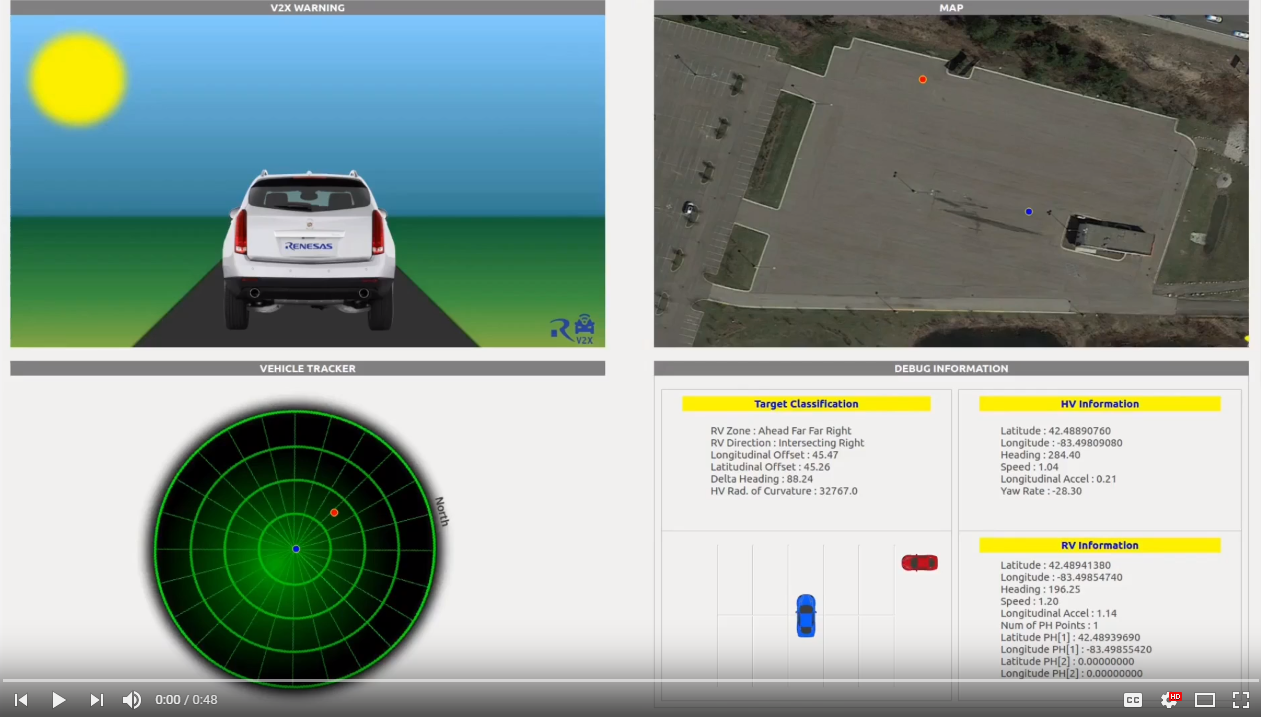 V2X WARNING
RENESAS
R V2X
MAP
VEHICLE TRACKER
North
DEBUG INFORMATION
Target Classification
RV Zone : Ahead Far Far Right
RV Direction : Intersecting Right
Longitudinal Offset : 45.47
Latitudinal Offset : 45.26
Delta Heading : 88.24
HV Rad. of Curvature : 32767.0
HV Information
Latitude : 42.48890760
Longitude : -83.49809080
Heading : 284.40
Speed : 1.04
Longitudinal Accel : 0.21
Yaw Rate : -28.30
RV Information
Latitude : 42.48941380
Longitude : -83.49854740
Heading : 196.25
Speed : 1.20
Longitudinal Accel : 1.14
Num of PH Points : 1
Latitude PH[1] : 42.48939690
Longitude PH[1] : -83.49855420
Latitude PH[2] : 0.00000000
Longitude PH[2] : 0.00000000
0:00 / 0:48
CC
HD